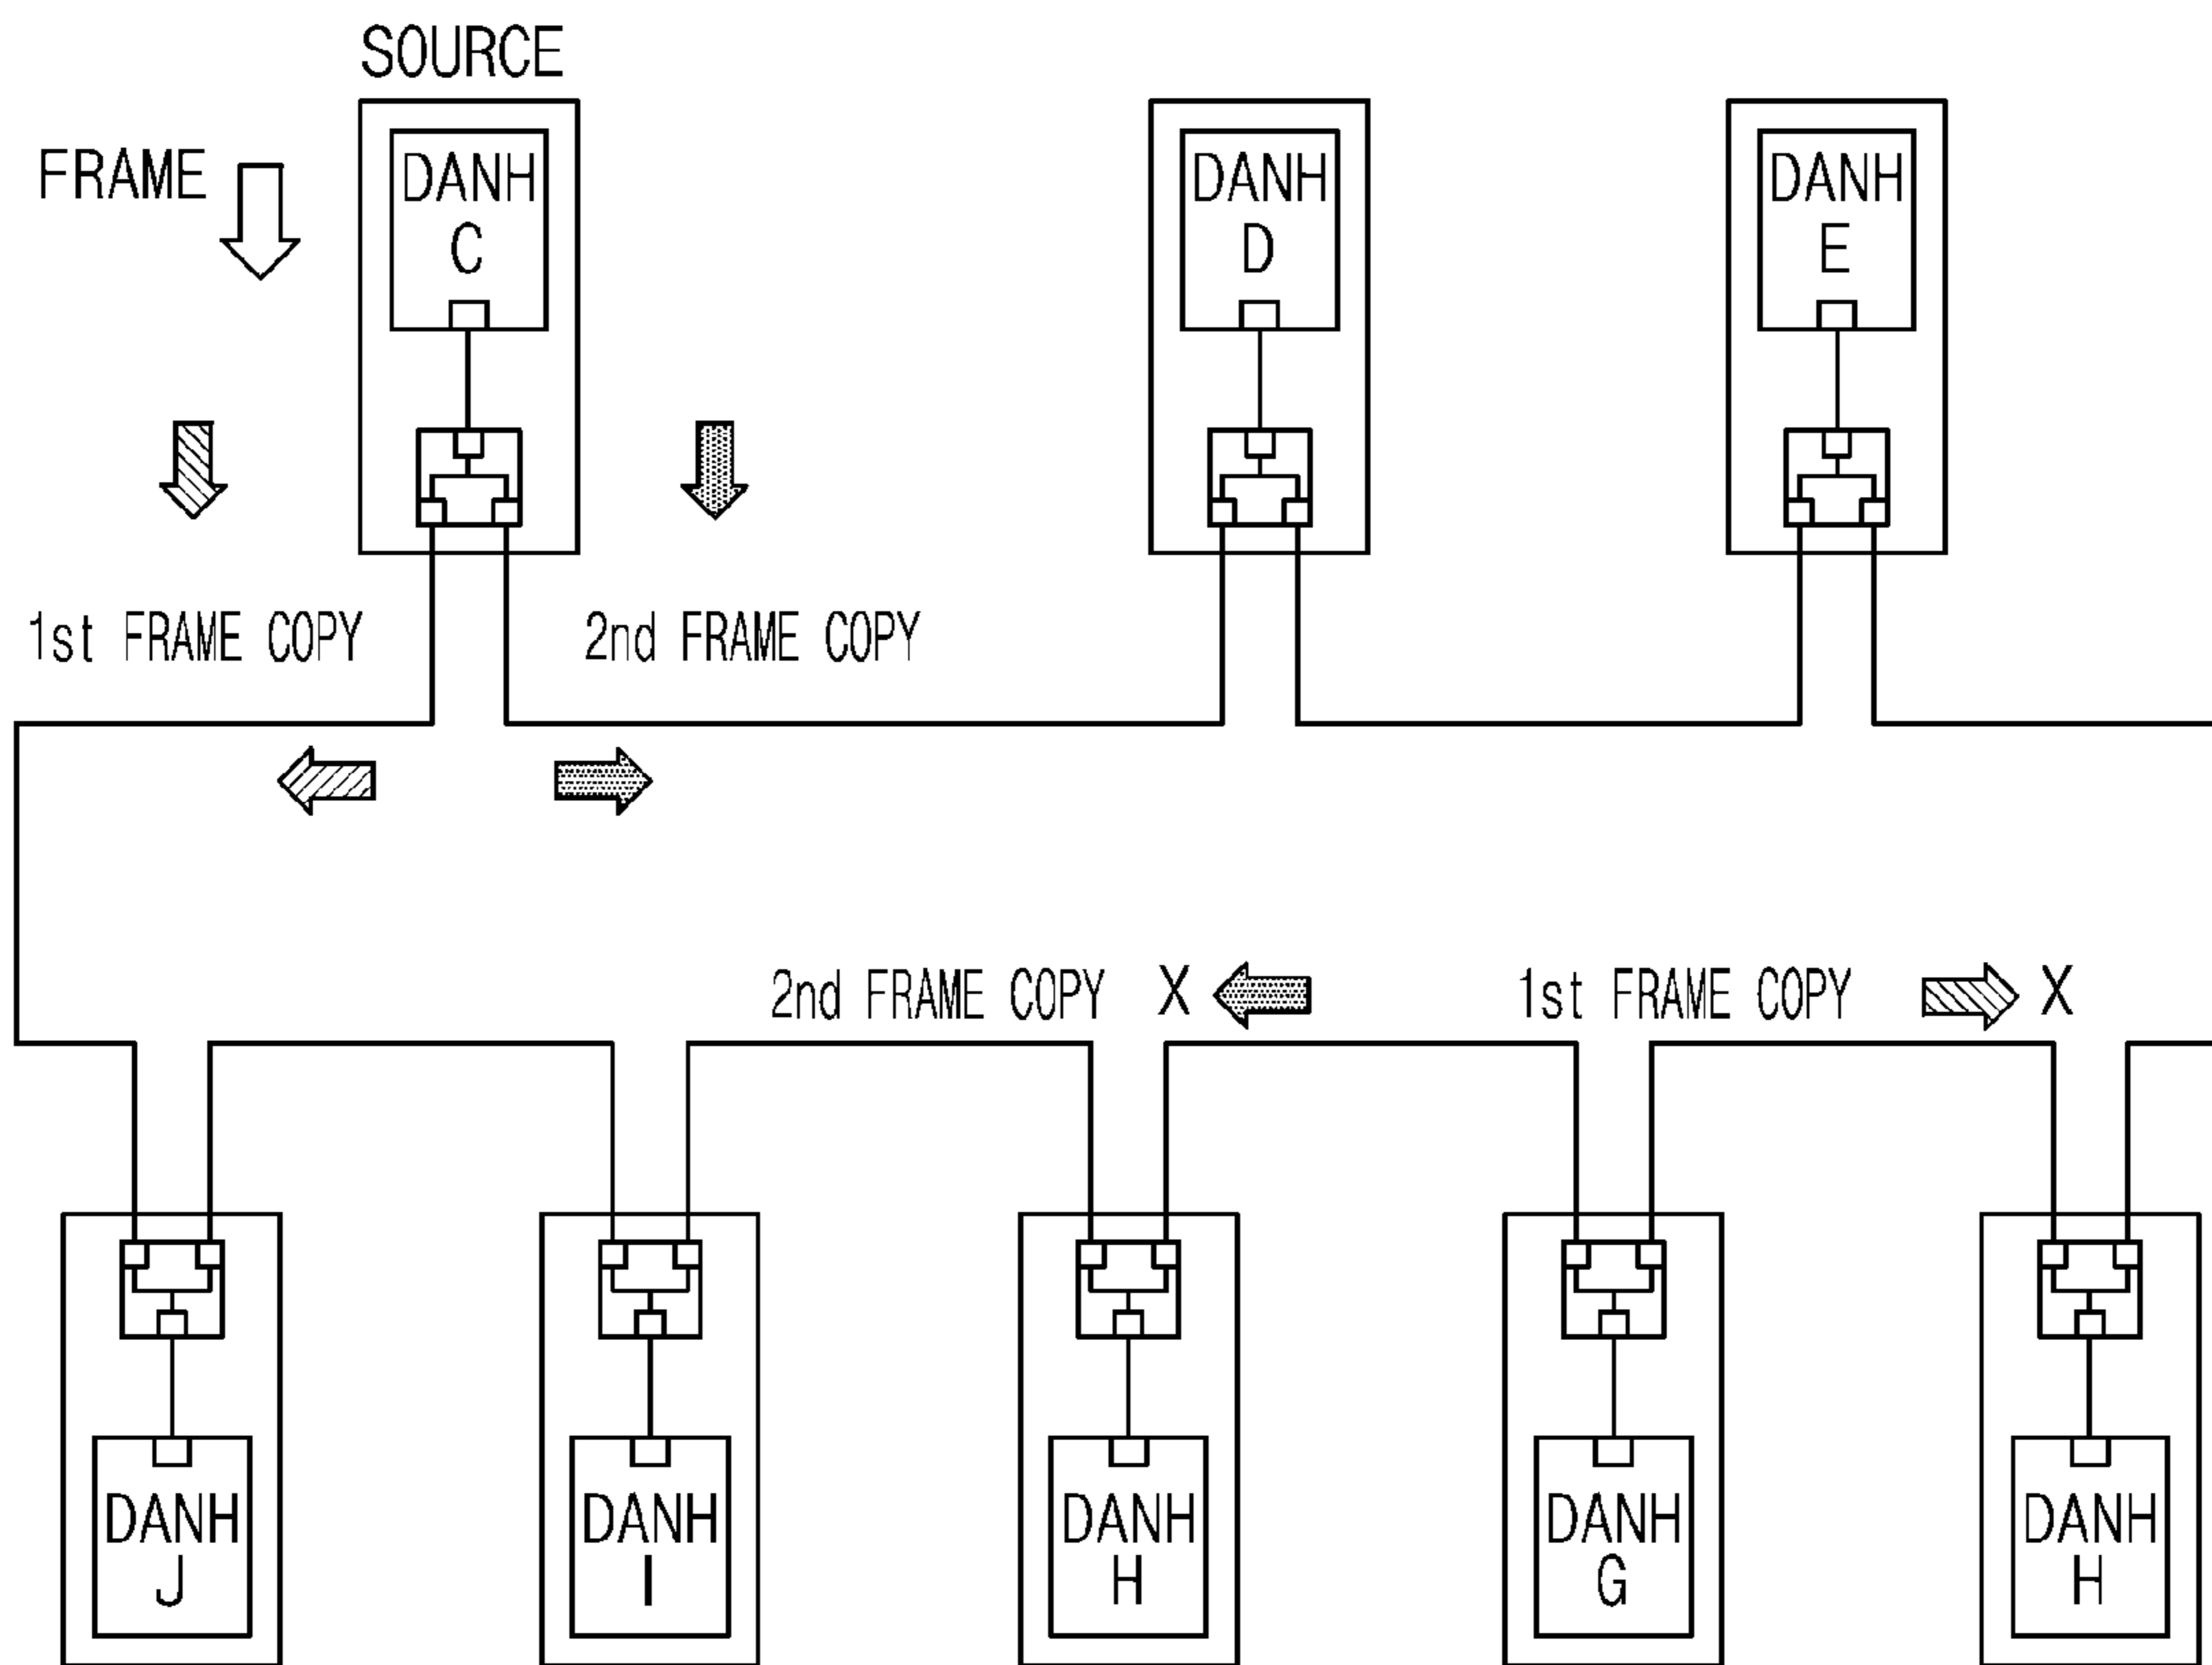 SOURCE
FRAME
DANH
C
DANH
D
DANH
E
1st FRAME COPY
2nd FRAME COPY
2nd FRAME COPY X
1st FRAME COPY X
DANH
J
DANH
I
DANH
H
DANH
G
DANH
H